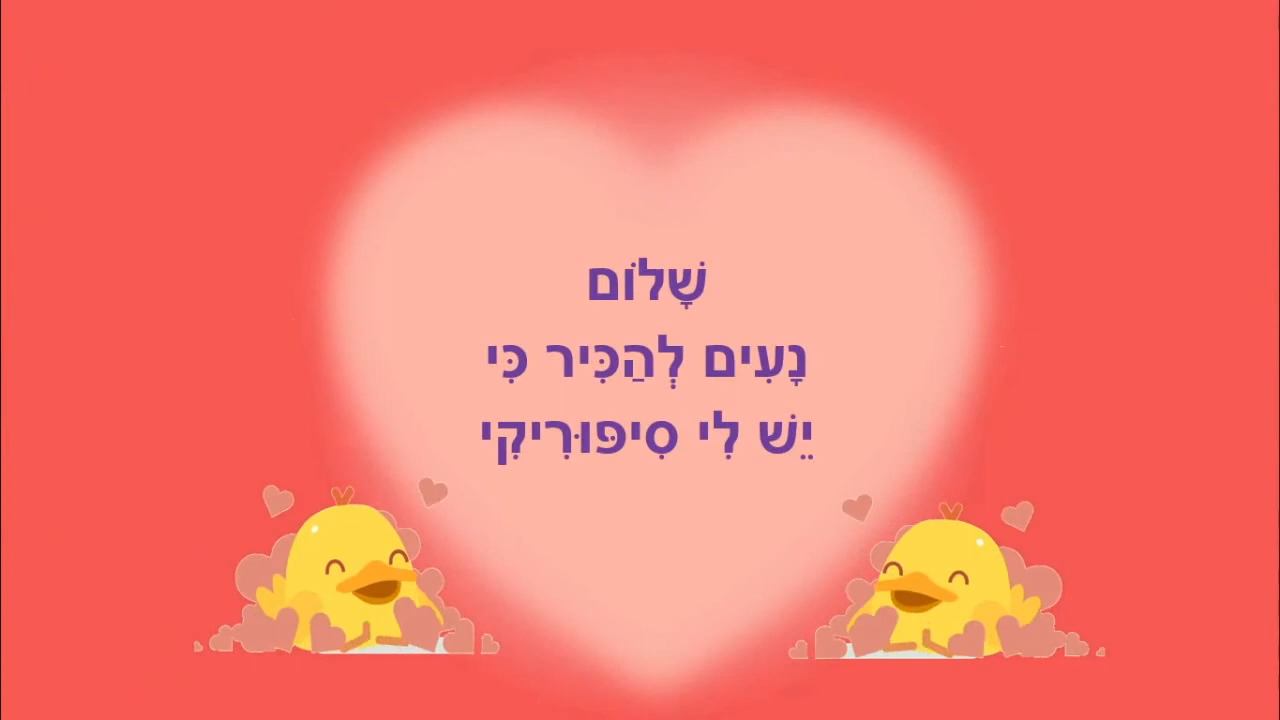 שָׁלוֹם
נָעִים לְהַכִּיר כִּי
יֵשׁ לִי סִיפּוּרִיקִי